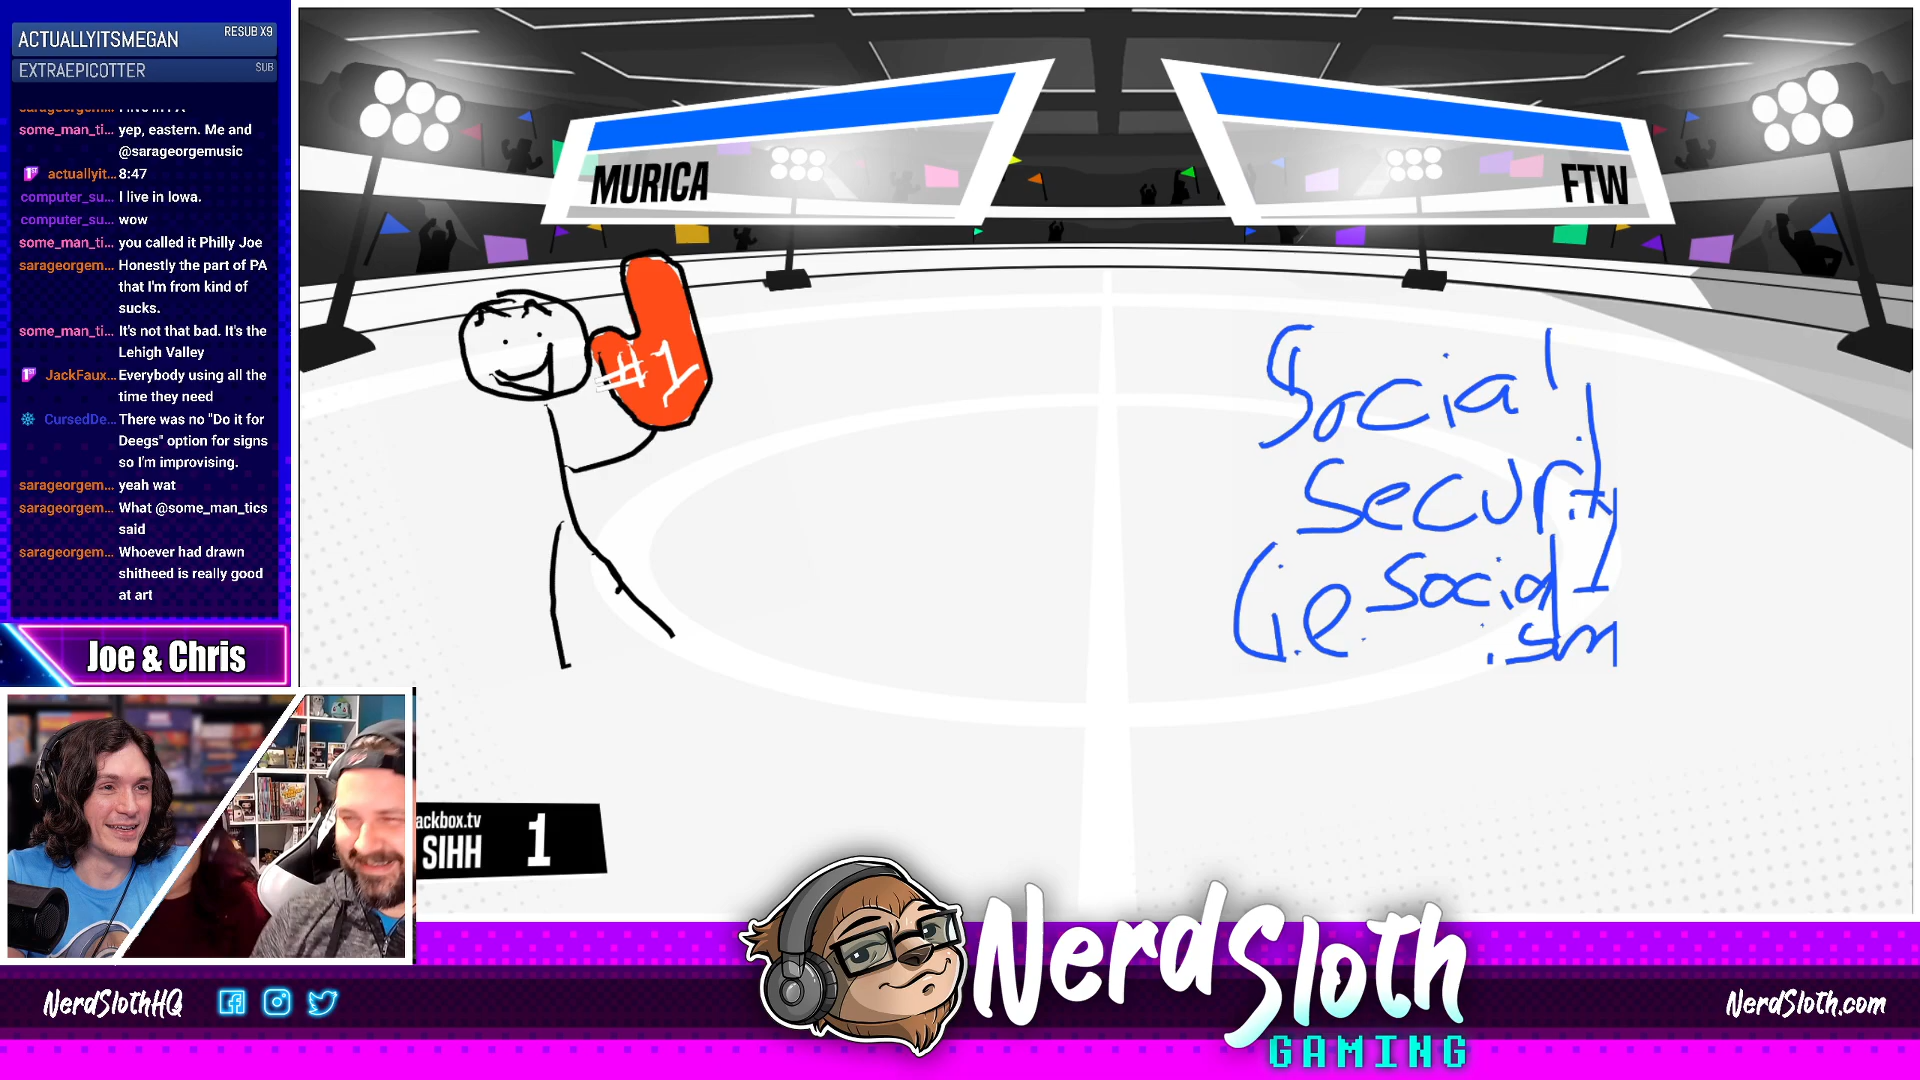 ACTUALLYITSMEGAN RESUB X9
EXTRAEPICOTTER SUB
some_man_ti... yep, eastern. Me and
@sarageorgemusic
actuallyit... 8:47
computer_su... I live in Iowa.
computer_su... wow
some_man_ti... you called it Philly Joe
sarageorgem... Honestly the part of PA
that I'm from kind of
sucks.
some_man_ti... It's not that bad. It's the
Lehigh Valley
JackFaux... Everybody using all the
time they need
CursedDe... There was no "Do it for
Deegs" option for signs
so I'm improvising.
sarageorgem... yeah wat
sarageorgem... What @some_man_tics
said
sarageorgem... Whoever had drawn
shitheed is really good
at art
Joe & Chris
MURICA
FTW
#1
Social
Security
(i.e. social
ism
ackbox.tv
SIHH 1
NerdSloth
GAMING
NerdSlothHQ
NerdSloth.com